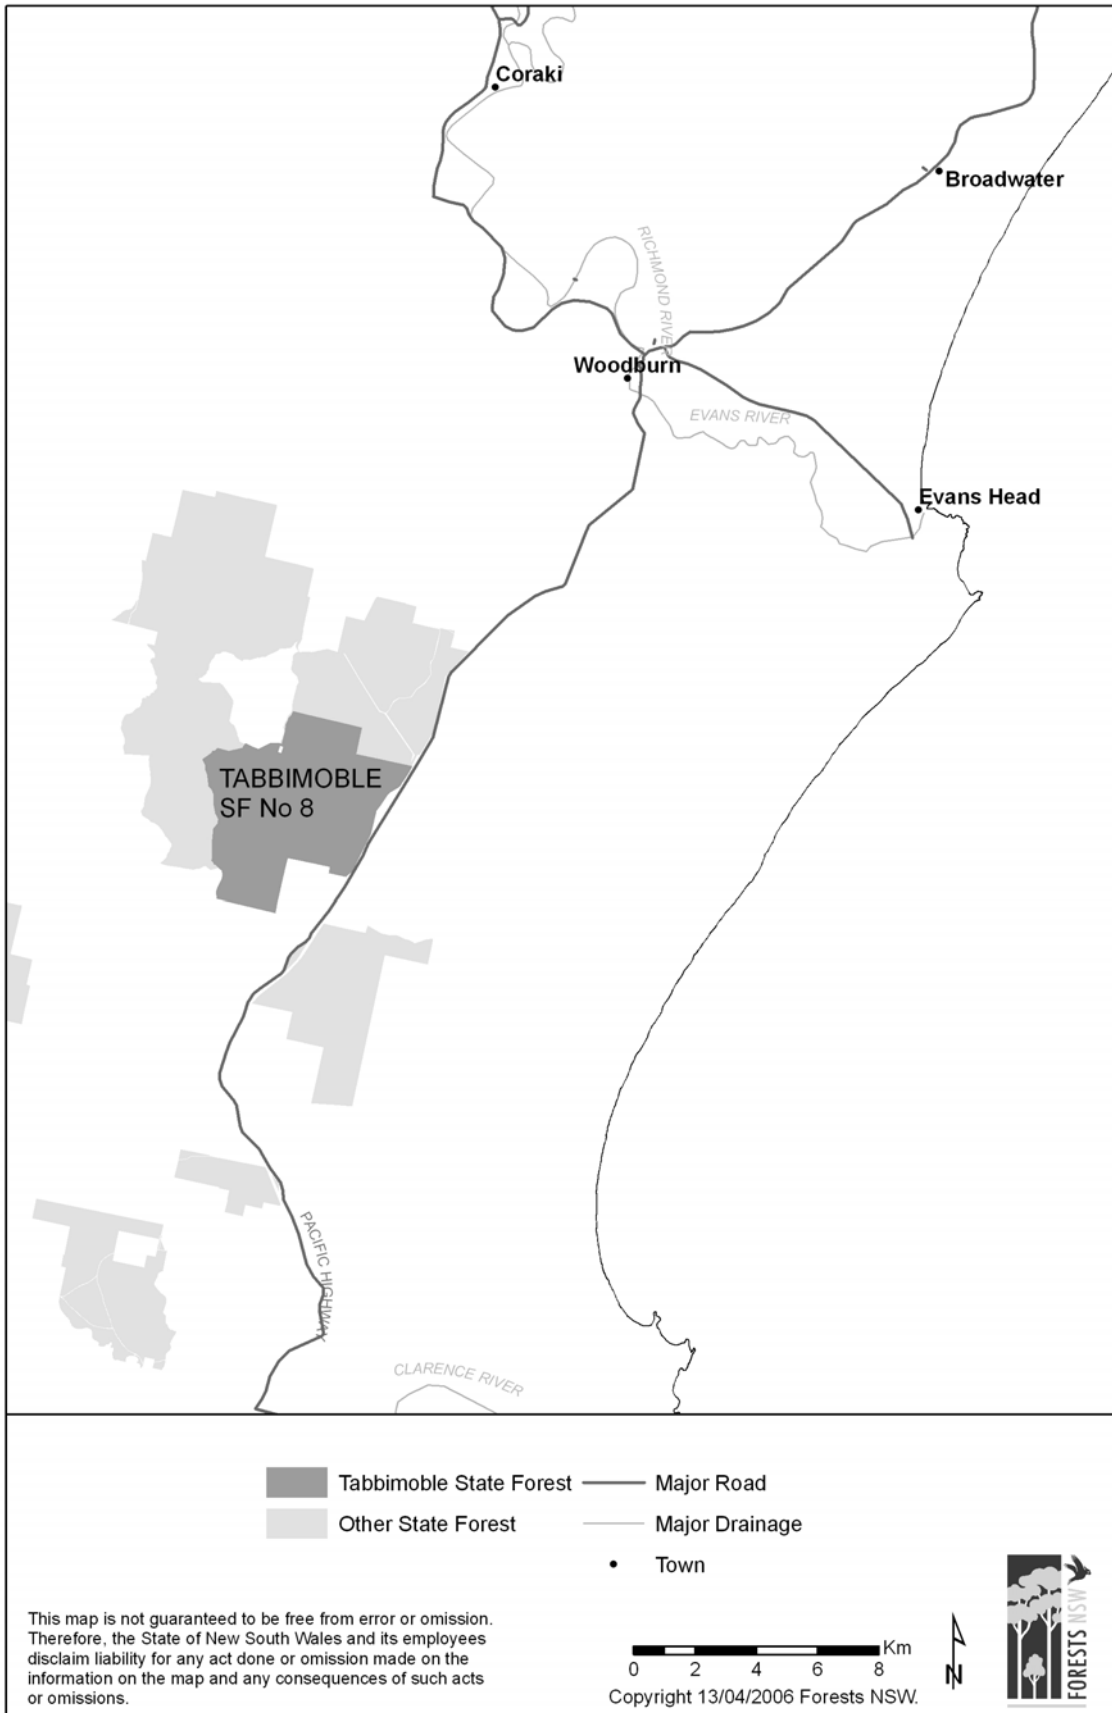 Coraki
Broadwater
RICHMOND RIVER
Woodburn
EVANS RIVER
Evans Head
TABBIMOBLE
SF No 8
PACIFIC HIGHWAY
CLARENCE RIVER
Tabbimoble State Forest
Major Road
Other State Forest
Major Drainage
Town
This map is not guaranteed to be free from error or omission.
Therefore, the State of New South Wales and its employees
disclaim liability for any act done or omission made on the
information on the map and any consequences of such acts
or omissions.
Km
0 2 4 6 8
Copyright 13/04/2006 Forests NSW.
N
FORESTS NSW